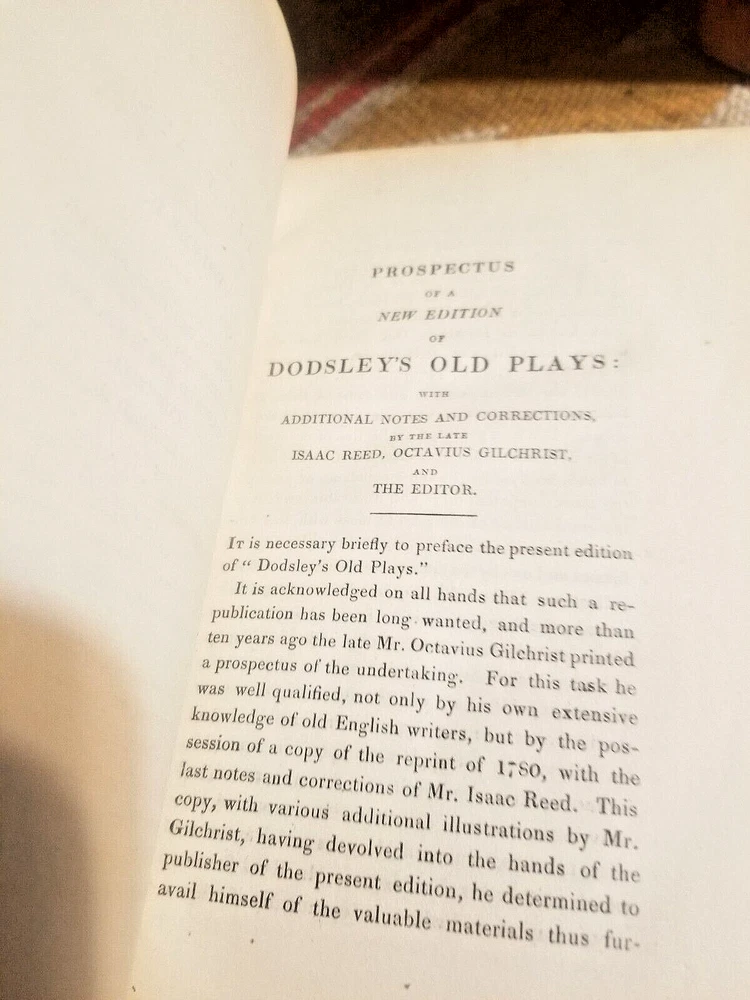 PROSPECTUS
OF A
NEW EDITION
OF
DODSLEY'S OLD PLAYS:
WITH
ADDITIONAL NOTES AND CORRECTIONS,
BY THE LATE
ISAAC REED, OCTAVIUS GILCHRIST,
AND
THE EDITOR.
It is necessary briefly to preface the present edition
of “ Dodsley's Old Plays.”
It is acknowledged on all hands that such a re-
publication has been long wanted, and more than
ten years ago the late Mr. Octavius Gilchrist printed
a prospectus of the undertaking. For this task he
was well qualified, not only by his own extensive
knowledge of old English writers, but by the pos-
session of a copy of the reprint of 1780, with the
last notes and corrections of Mr. Isaac Reed. This
copy, with various additional illustrations by Mr.
Gilchrist, having devolved into the hands of the
publisher of the present edition, he determined to
avail himself of the valuable materials thus fur-